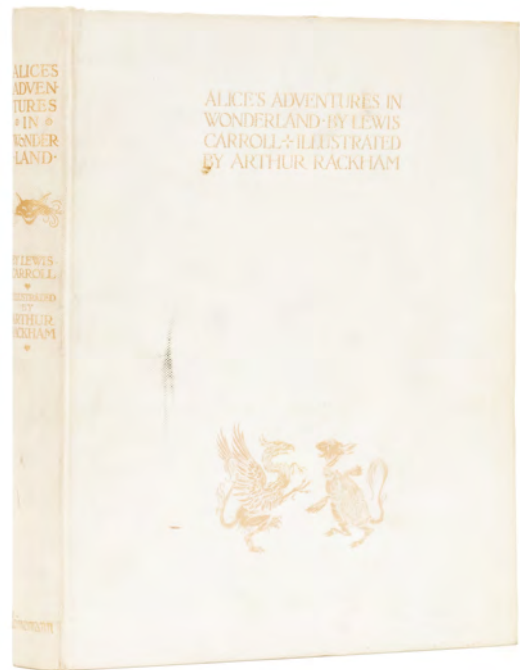 ALICE'S
ADVEN-
TURES
IN
WONDER
LAND·
BY LEWIS
CARROLL
ILLUSTRATED
BY
ARTHUR
RACKHAM
ALICE'S ADVENTURES IN
WONDERLAND·BY LEWIS
CARROLL✣ILLUSTRATED
BY ARTHUR RACKHAM